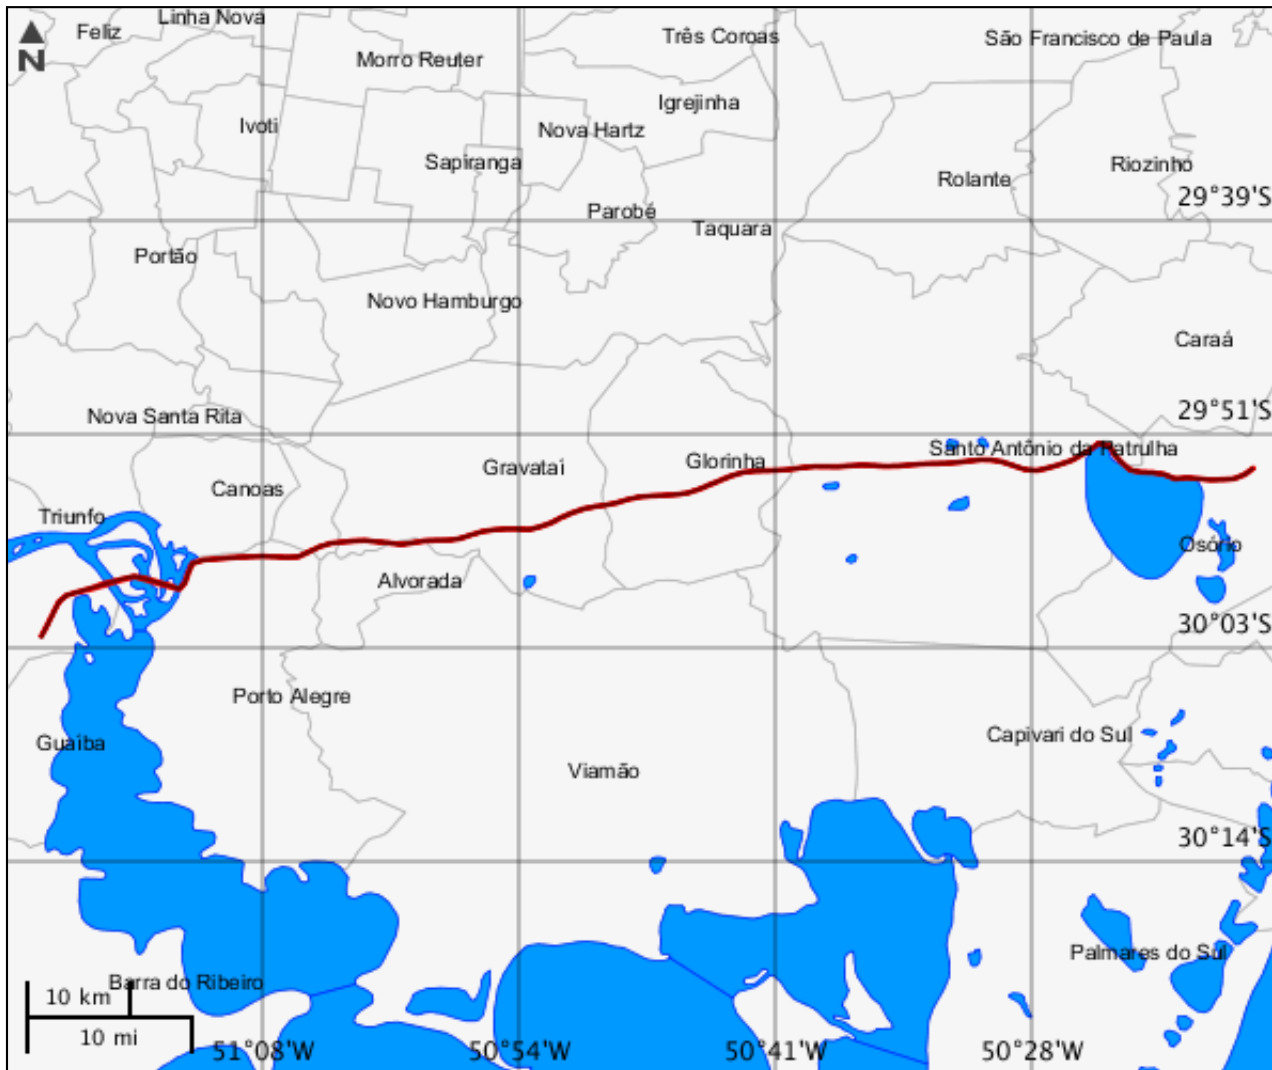 Linha Nova
Feliz
Três Coroas
São Francisco de Paula
N
Morro Reuter
Igrejinha
Ivoti
Nova Hartz
Sapiranga
Riozinho
Rolante
29°39'S
Parobé
Taquara
Portão
Novo Hamburgo
Caraá
29°51'S
Nova Santa Rita
Santo Antônio da Patrulha
Glorinha
Gravataí
Canoas
Triunfo
Osório
Alvorada
30°03'S
Porto Alegre
Capivari do Sul
Guaíba
Viamão
30°14'S
Palmares do Sul
Barra do Ribeiro
10 km
10 mi
51°08'W
50°54'W
50°41'W
50°28'W